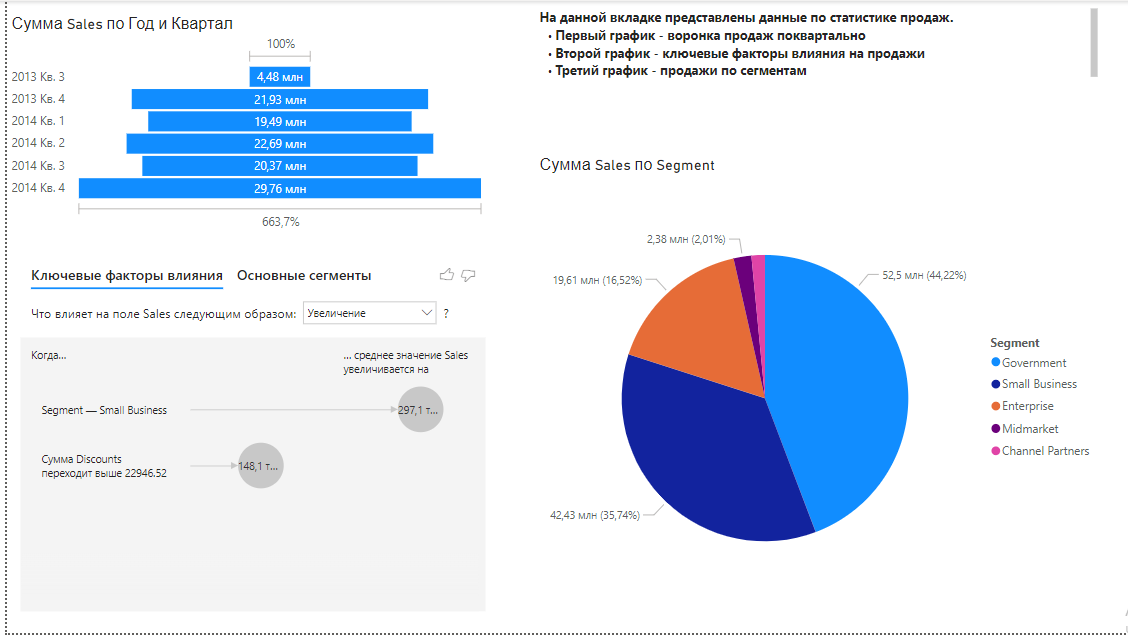 Сумма Sales по Год и Квартал
100%
2013 Кв. 3
4,48 млн
2013 Кв. 4
21,93 млн
2014 Кв. 1
19,49 млн
2014 Кв. 2
22,69 млн
2014 Кв. 3
20,37 млн
2014 Кв. 4
29,76 млн
663,7%
На данной вкладке представлены данные по статистике продаж.
• Первый график - воронка продаж поквартально
• Второй график - ключевые факторы влияния на продажи
• Третий график - продажи по сегментам
Ключевые факторы влияния
Основные сегменты
Что влияет на поле Sales следующим образом:
Увеличение
?
Когда...
... среднее значение Sales
увеличивается на
Segment — Small Business
297,1 т...
Сумма Discounts
переходит выше 22946.52
148,1 т...
Сумма Sales по Segment
2,38 млн (2,01%)
19,61 млн (16,52%)
52,5 млн (44,22%)
42,43 млн (35,74%)
Segment
Government
Small Business
Enterprise
Midmarket
Channel Partners